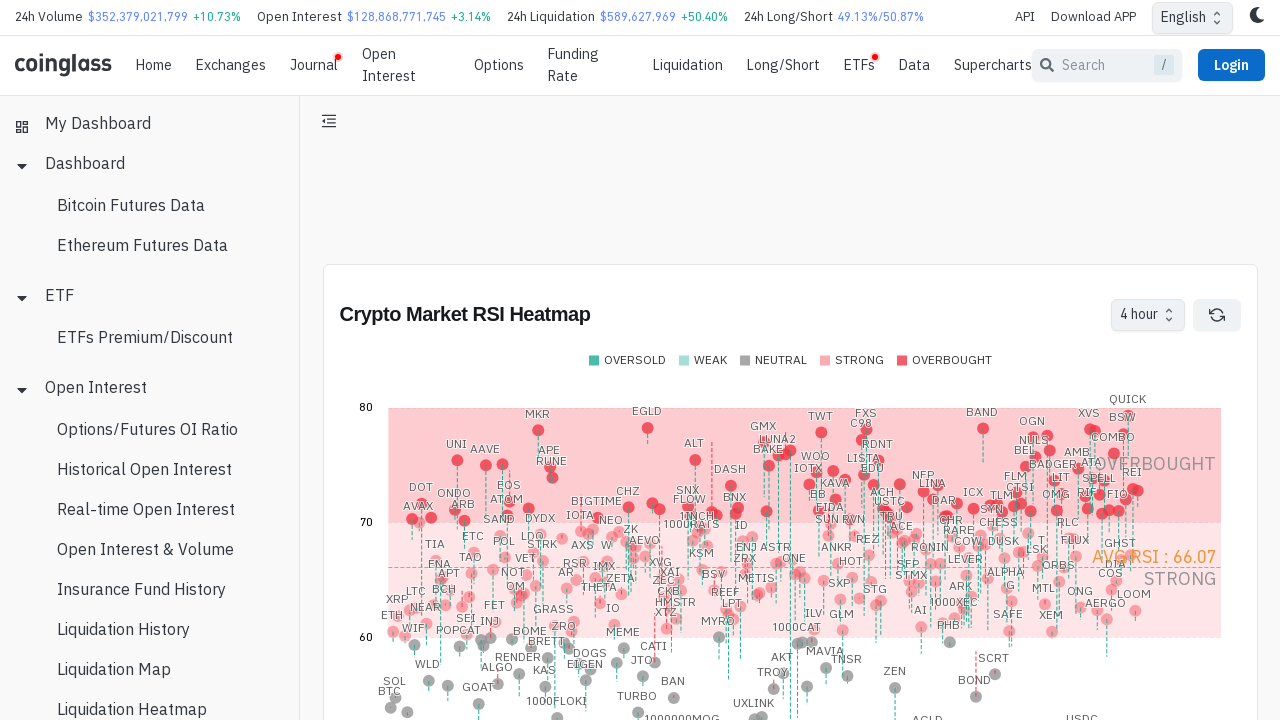 24h Volume $352,379,021,799 +10.73% Open Interest $128,868,771,745 +3.14% 24h Liquidation $589,627,969 +50.40% 24h Long/Short 49.13%/50.87% API Download APP English
coinglass Home Exchanges Journal Open Interest Options Funding Rate Liquidation Long/Short ETFs Data Supercharts Search / Login
My Dashboard
Dashboard
Bitcoin Futures Data
Ethereum Futures Data
ETF
ETFs Premium/Discount
Open Interest
Options/Futures OI Ratio
Historical Open Interest
Real-time Open Interest
Open Interest & Volume
Insurance Fund History
Liquidation History
Liquidation Map
Liquidation Heatmap
Crypto Market RSI Heatmap
4 hour
OVERSOLD WEAK NEUTRAL STRONG OVERBOUGHT
QUICK
80 MKR EGLD TWT FXS BAND XVS BSW
GMX C98 OGN
UNI AAVE APE ALT LUNA2 RDNT NULS COMBO
RUNE BAKE WOO LISTA BEL AMB
OVERBOUGHT
DASH IOTX EDU BADGER ATA REI
DOT EOS CHZ SNX KAVA NFP FLM LIT SPELL
AVAX ONDO ATOM BIGTIME FLOW BNX BB ACH LINA ICX TLM CTSI OMG RIF FIO
ARB USTC DAR
70 SAND DYDX IOTA NEO 1INCH FIDA TRU SYN
1000RATS ID SUN ACE CHR CHESS RLC
ETC LDO ZK RARE
TIA POL STRK AXS W AEVO ENJ ASTR ANKR REZ RONIN COW DUSK T FLUX GHST
TAO VET KSM LSK
ENA RSR IMX XVG ZRX ONE HOT SFP LEVER ORBS DIA
AVG RSI : 66.07
APT NOT AR ZETA XAI BSV METIS STMX ALPHA COS
STRONG
LTC BCH OM THETA ZEC CKB REEF SXP STG ARK G MTL ONG LOOM
XRP NEAR FET GRASS IO HMSTR LPT AI 1000XEC AERGO
ETH SEI INJ XTZ MYRO ILV GLM SAFE XEM
WIF POPCAT BOME ZRO MEME 1000CAT PHB
60 BRETT CATI
WLD RENDER DOGS JTO AKT MAVIA TNSR SCRT
ALGO KAS EIGEN TROY ZEN
SOL GOAT BAN BOND
BTC 1000FLOKI TURBO UXLINK
1000000MOG AGLD USDC